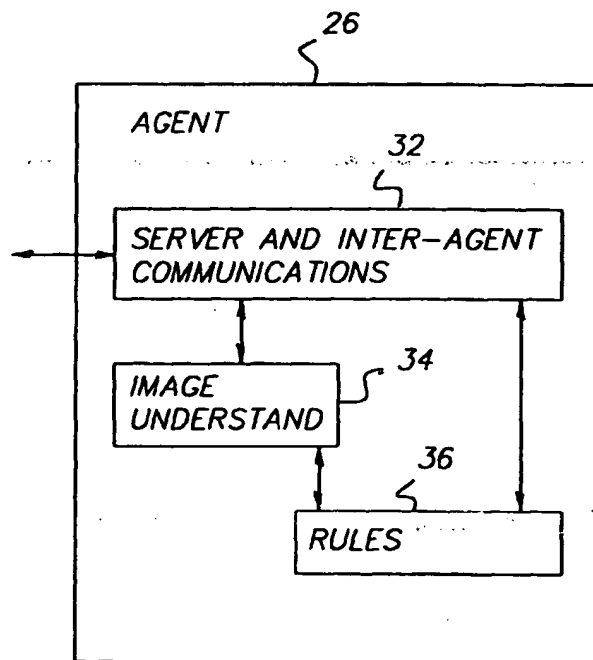 26
AGENT
32
SERVER AND INTER-AGENT
COMMUNICATIONS
34
IMAGE
UNDERSTAND
36
RULES